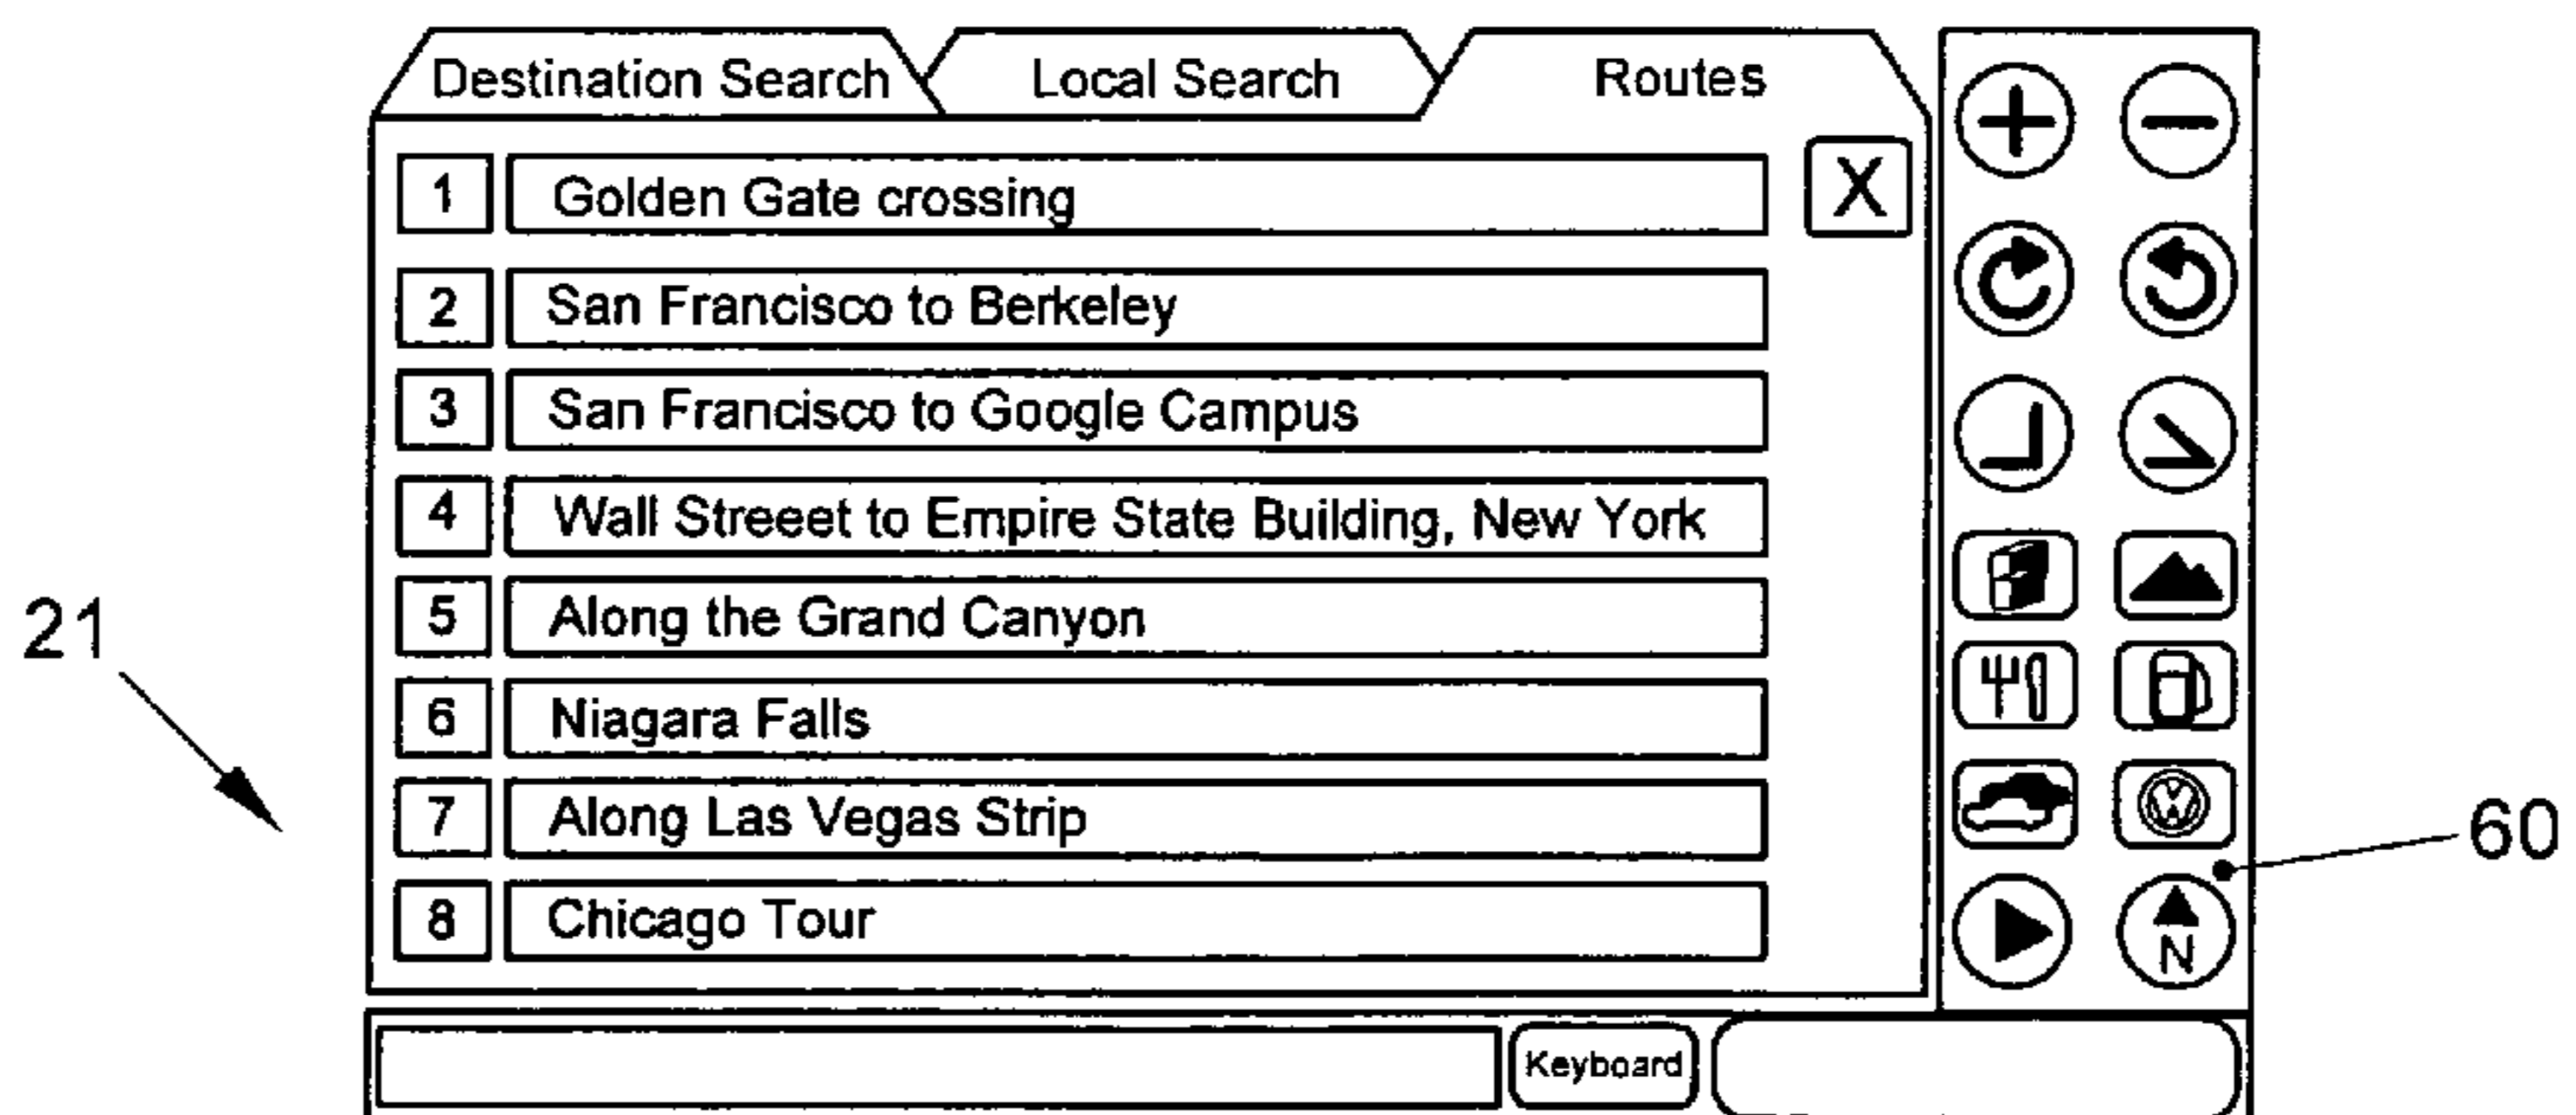 Destination Search Local Search Routes
X
1 Golden Gate crossing
2 San Francisco to Berkeley
3 San Francisco to Google Campus
4 Wall Streeet to Empire State Building, New York
5 Along the Grand Canyon
6 Niagara Falls
7 Along Las Vegas Strip
8 Chicago Tour
21
W
60
N
Keyboard